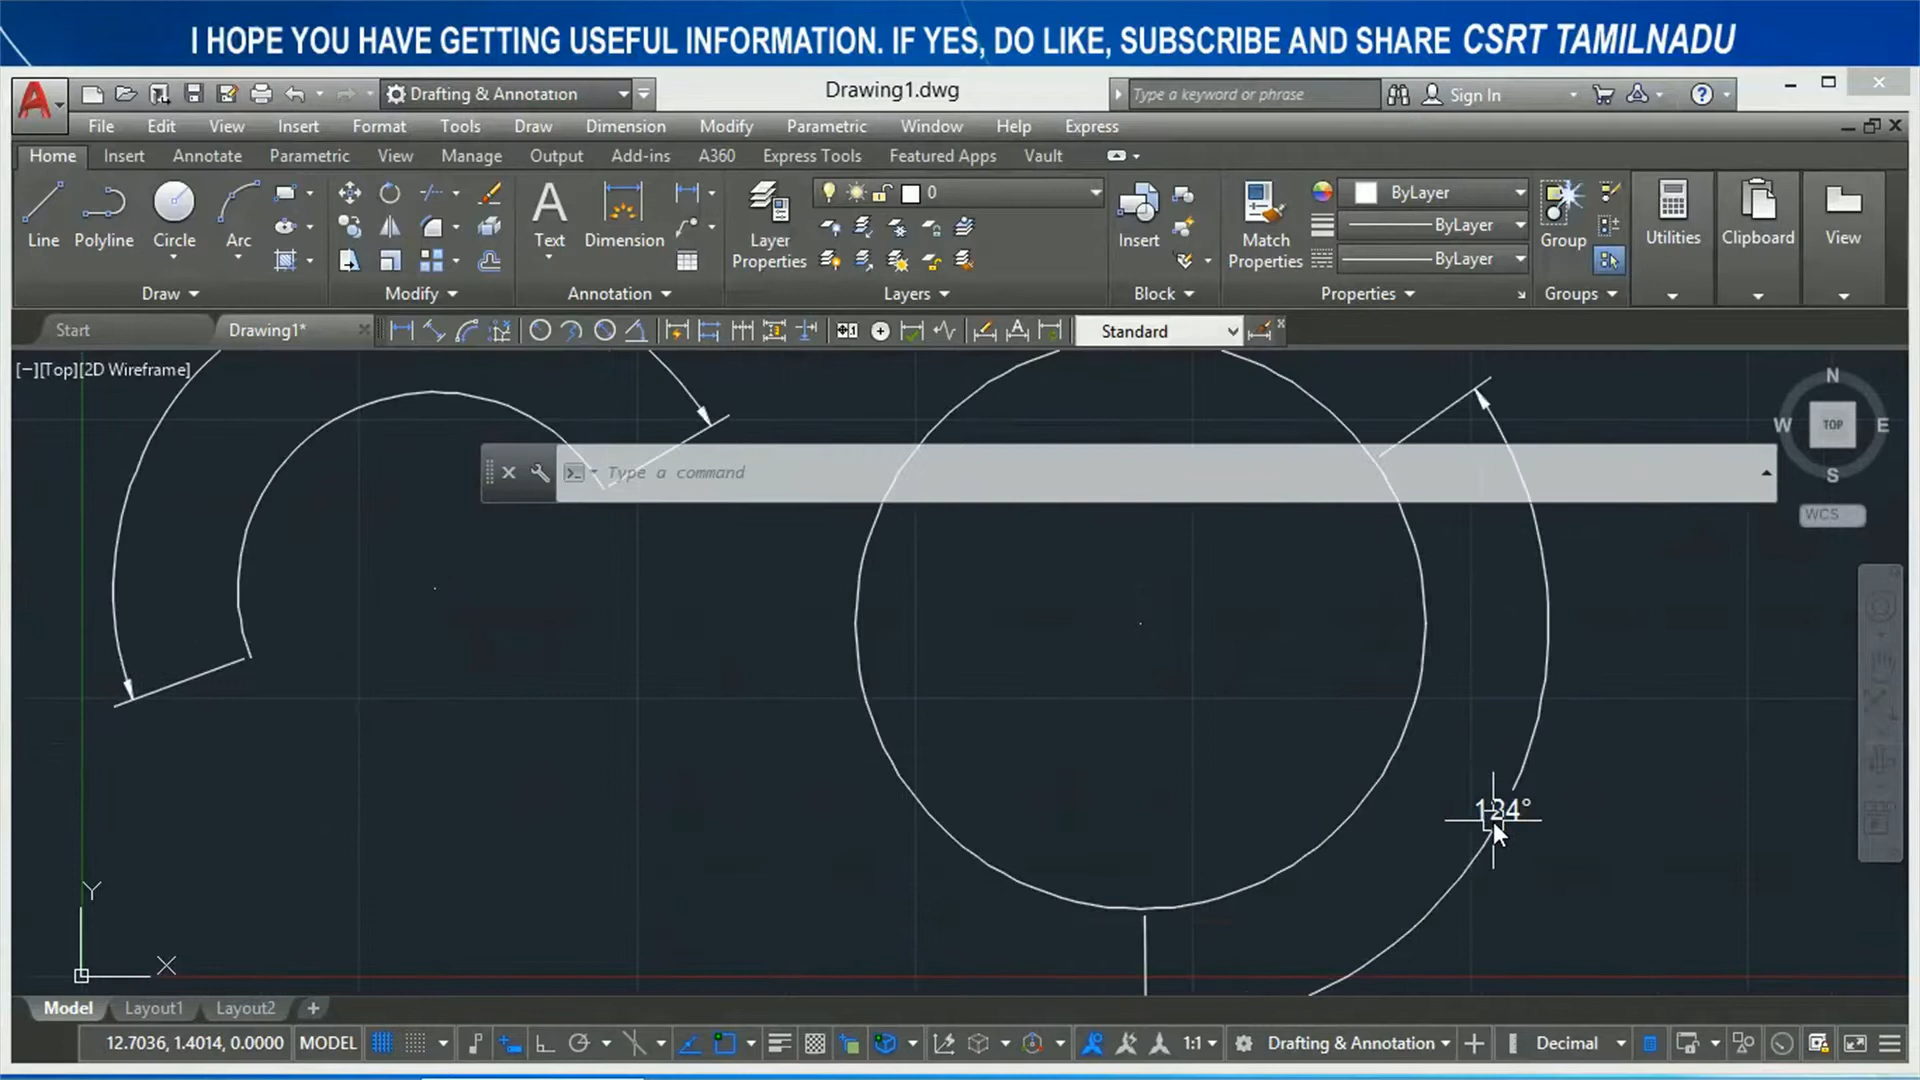 I HOPE YOU HAVE GETTING USEFUL INFORMATION. IF YES, DO LIKE, SUBSCRIBE AND SHARE CSRT TAMILNADU
Drafting & Annotation
Drawing1.dwg
Type a keyword or phrase
Sign In
File Edit View Insert Format Tools Draw Dimension Modify Parametric Window Help Express
Home Insert Annotate Parametric View Manage Output Add-ins A360 Express Tools Featured Apps Vault
0
ByLayer
ByLayer
ByLayer
Line Polyline Circle Arc
Text Dimension
Layer Properties
Insert
Match Properties
Group
Utilities Clipboard View
Draw Modify Annotation Layers Block Properties Groups
Start Drawing1*
Standard
[−][Top][2D Wireframe]
N
W TOP E
S
WCS
Type a command
Y
X
Model Layout1 Layout2 +
12.7036, 1.4014, 0.0000 MODEL 1:1 Drafting & Annotation Decimal